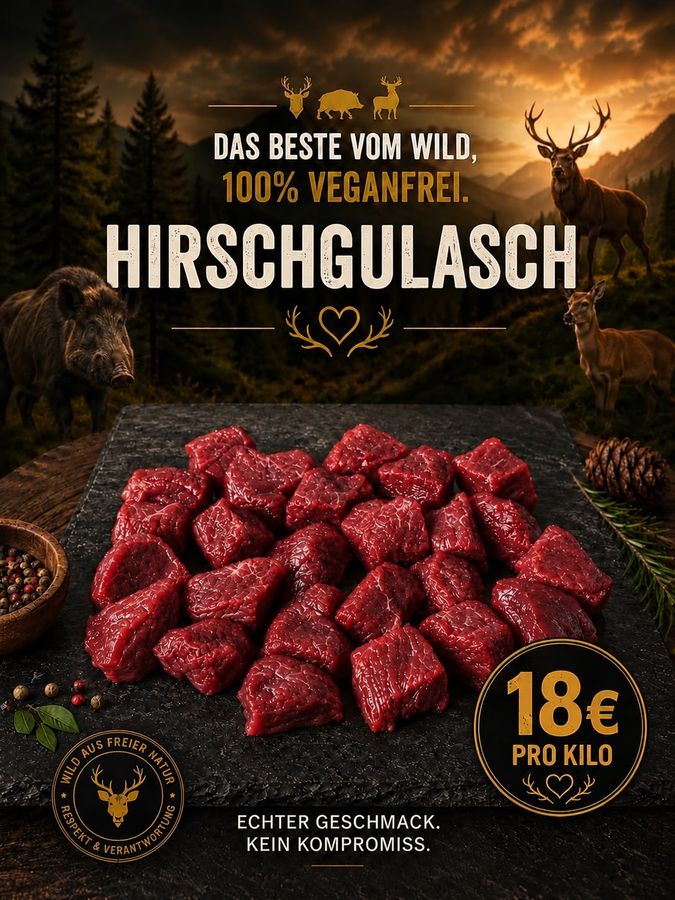 DAS BESTE VOM WILD,
100% VEGANFREI.
HIRSCHGULASCH
18€
PRO KILO
WILD AUS FREIER NATUR
RESPEKT & VERANTWORTUNG
ECHTER GESCHMACK.
KEIN KOMPROMISS.